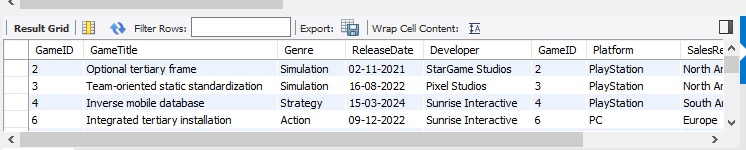 Result Grid Filter Rows: Export: Wrap Cell Content:
GameID GameTitle Genre ReleaseDate Developer GameID Platform SalesRe
2 Optional tertiary frame Simulation 02-11-2021 StarGame Studios 2 PlayStation North An
3 Team-oriented static standardization Simulation 16-08-2022 Pixel Studios 3 PlayStation North An
4 Inverse mobile database Strategy 15-03-2024 Sunrise Interactive 4 PlayStation South An
6 Integrated tertiary installation Action 09-12-2022 Sunrise Interactive 6 PC Europe